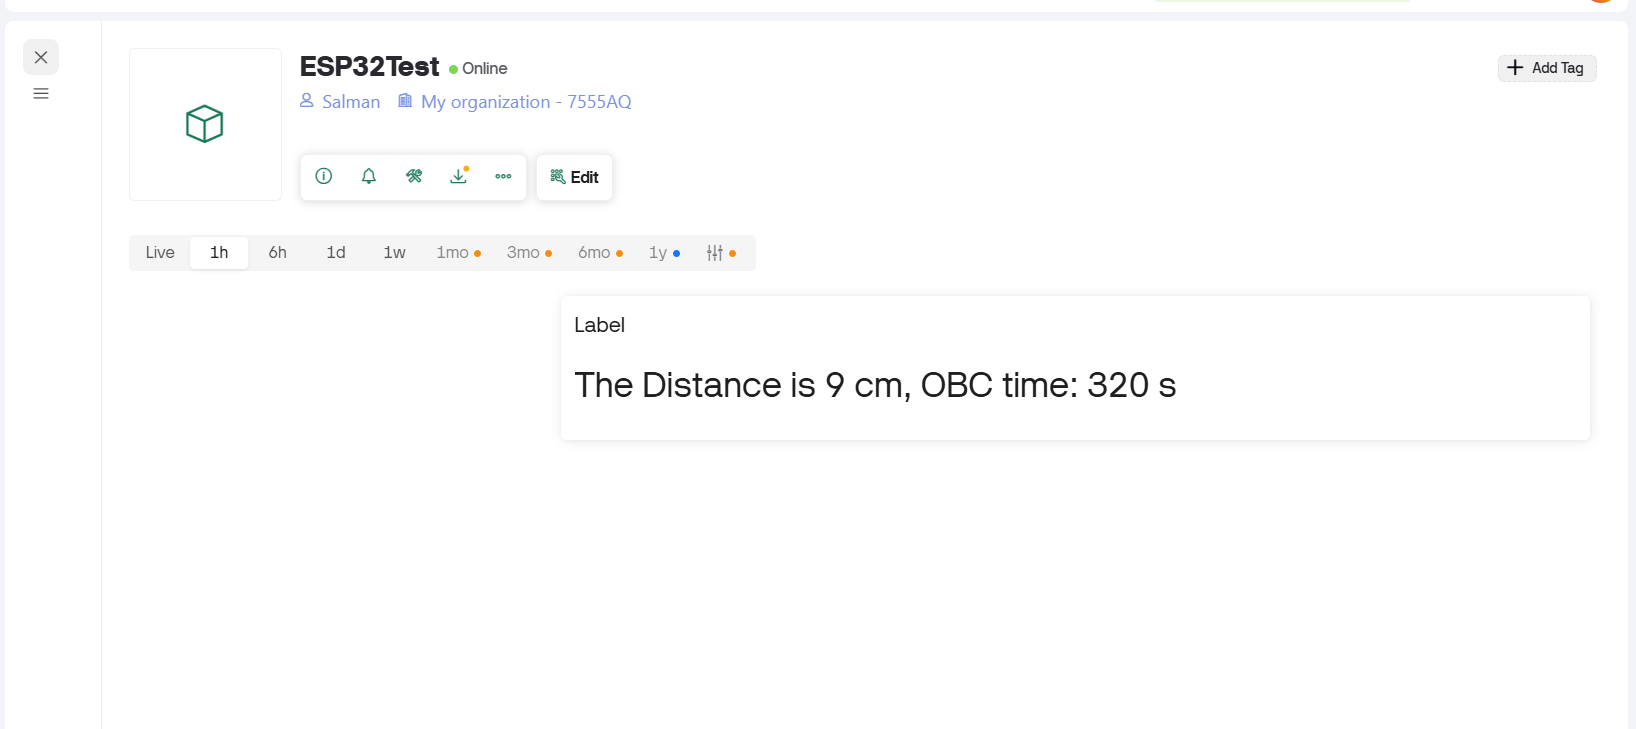 ESP32Test Online
Add Tag
Salman My organization - 7555AQ
Edit
Live 1h 6h 1d 1w 1mo 3mo 6mo 1y
Label
The Distance is 9 cm, OBC time: 320 s